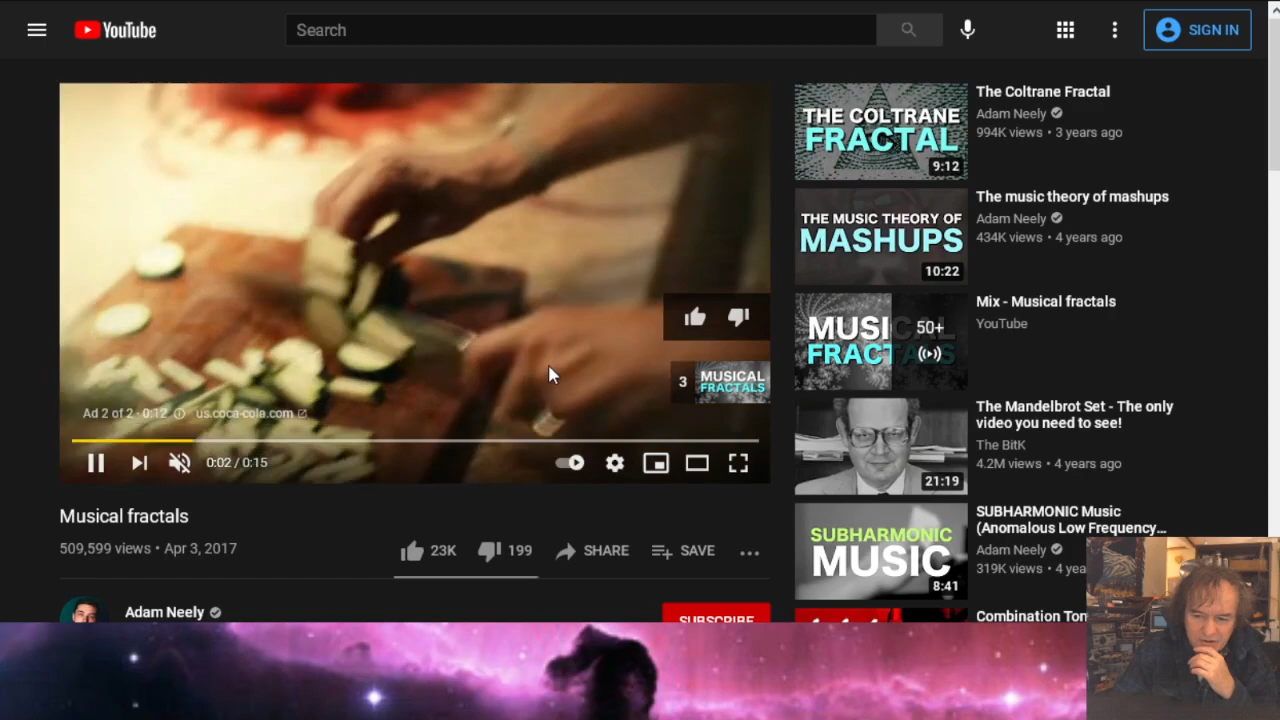 YouTube
Search
SIGN IN
Ad 2 of 2 · 0:12
us.coca-cola.com
3
MUSICAL
FRACTALS
0:02 / 0:15
Musical fractals
509,599 views • Apr 3, 2017
23K
199
SHARE
SAVE
Adam Neely
SUBSCRIBE
THE COLTRANE
FRACTAL
9:12
The Coltrane Fractal
Adam Neely
994K views • 3 years ago
THE MUSIC THEORY OF
MASHUPS
10:22
The music theory of mashups
Adam Neely
434K views • 4 years ago
MUSICAL
FRACTALS
50+
Mix - Musical fractals
YouTube
21:19
The Mandelbrot Set - The only
video you need to see!
The BitK
4.2M views • 4 years ago
SUBHARMONIC
MUSIC
8:41
SUBHARMONIC Music
(Anomalous Low Frequency...
Adam Neely
319K views • 4 yea
Combination Ton